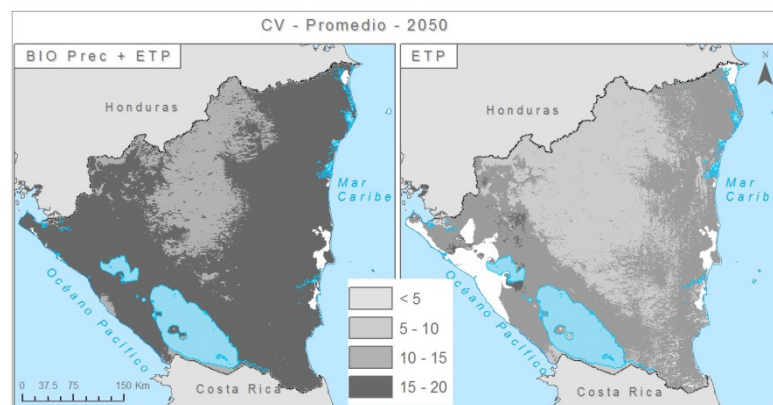 CV - Promedio - 2050
BIO Prec + ETP
Honduras
Mar
Caribe
Océano Pacífico
Costa Rica
0 37.5 75 150 Km
< 5
5 - 10
10 - 15
15 - 20
ETP
N
Honduras
Mar
Caribe
Océano Pacífico
Costa Rica